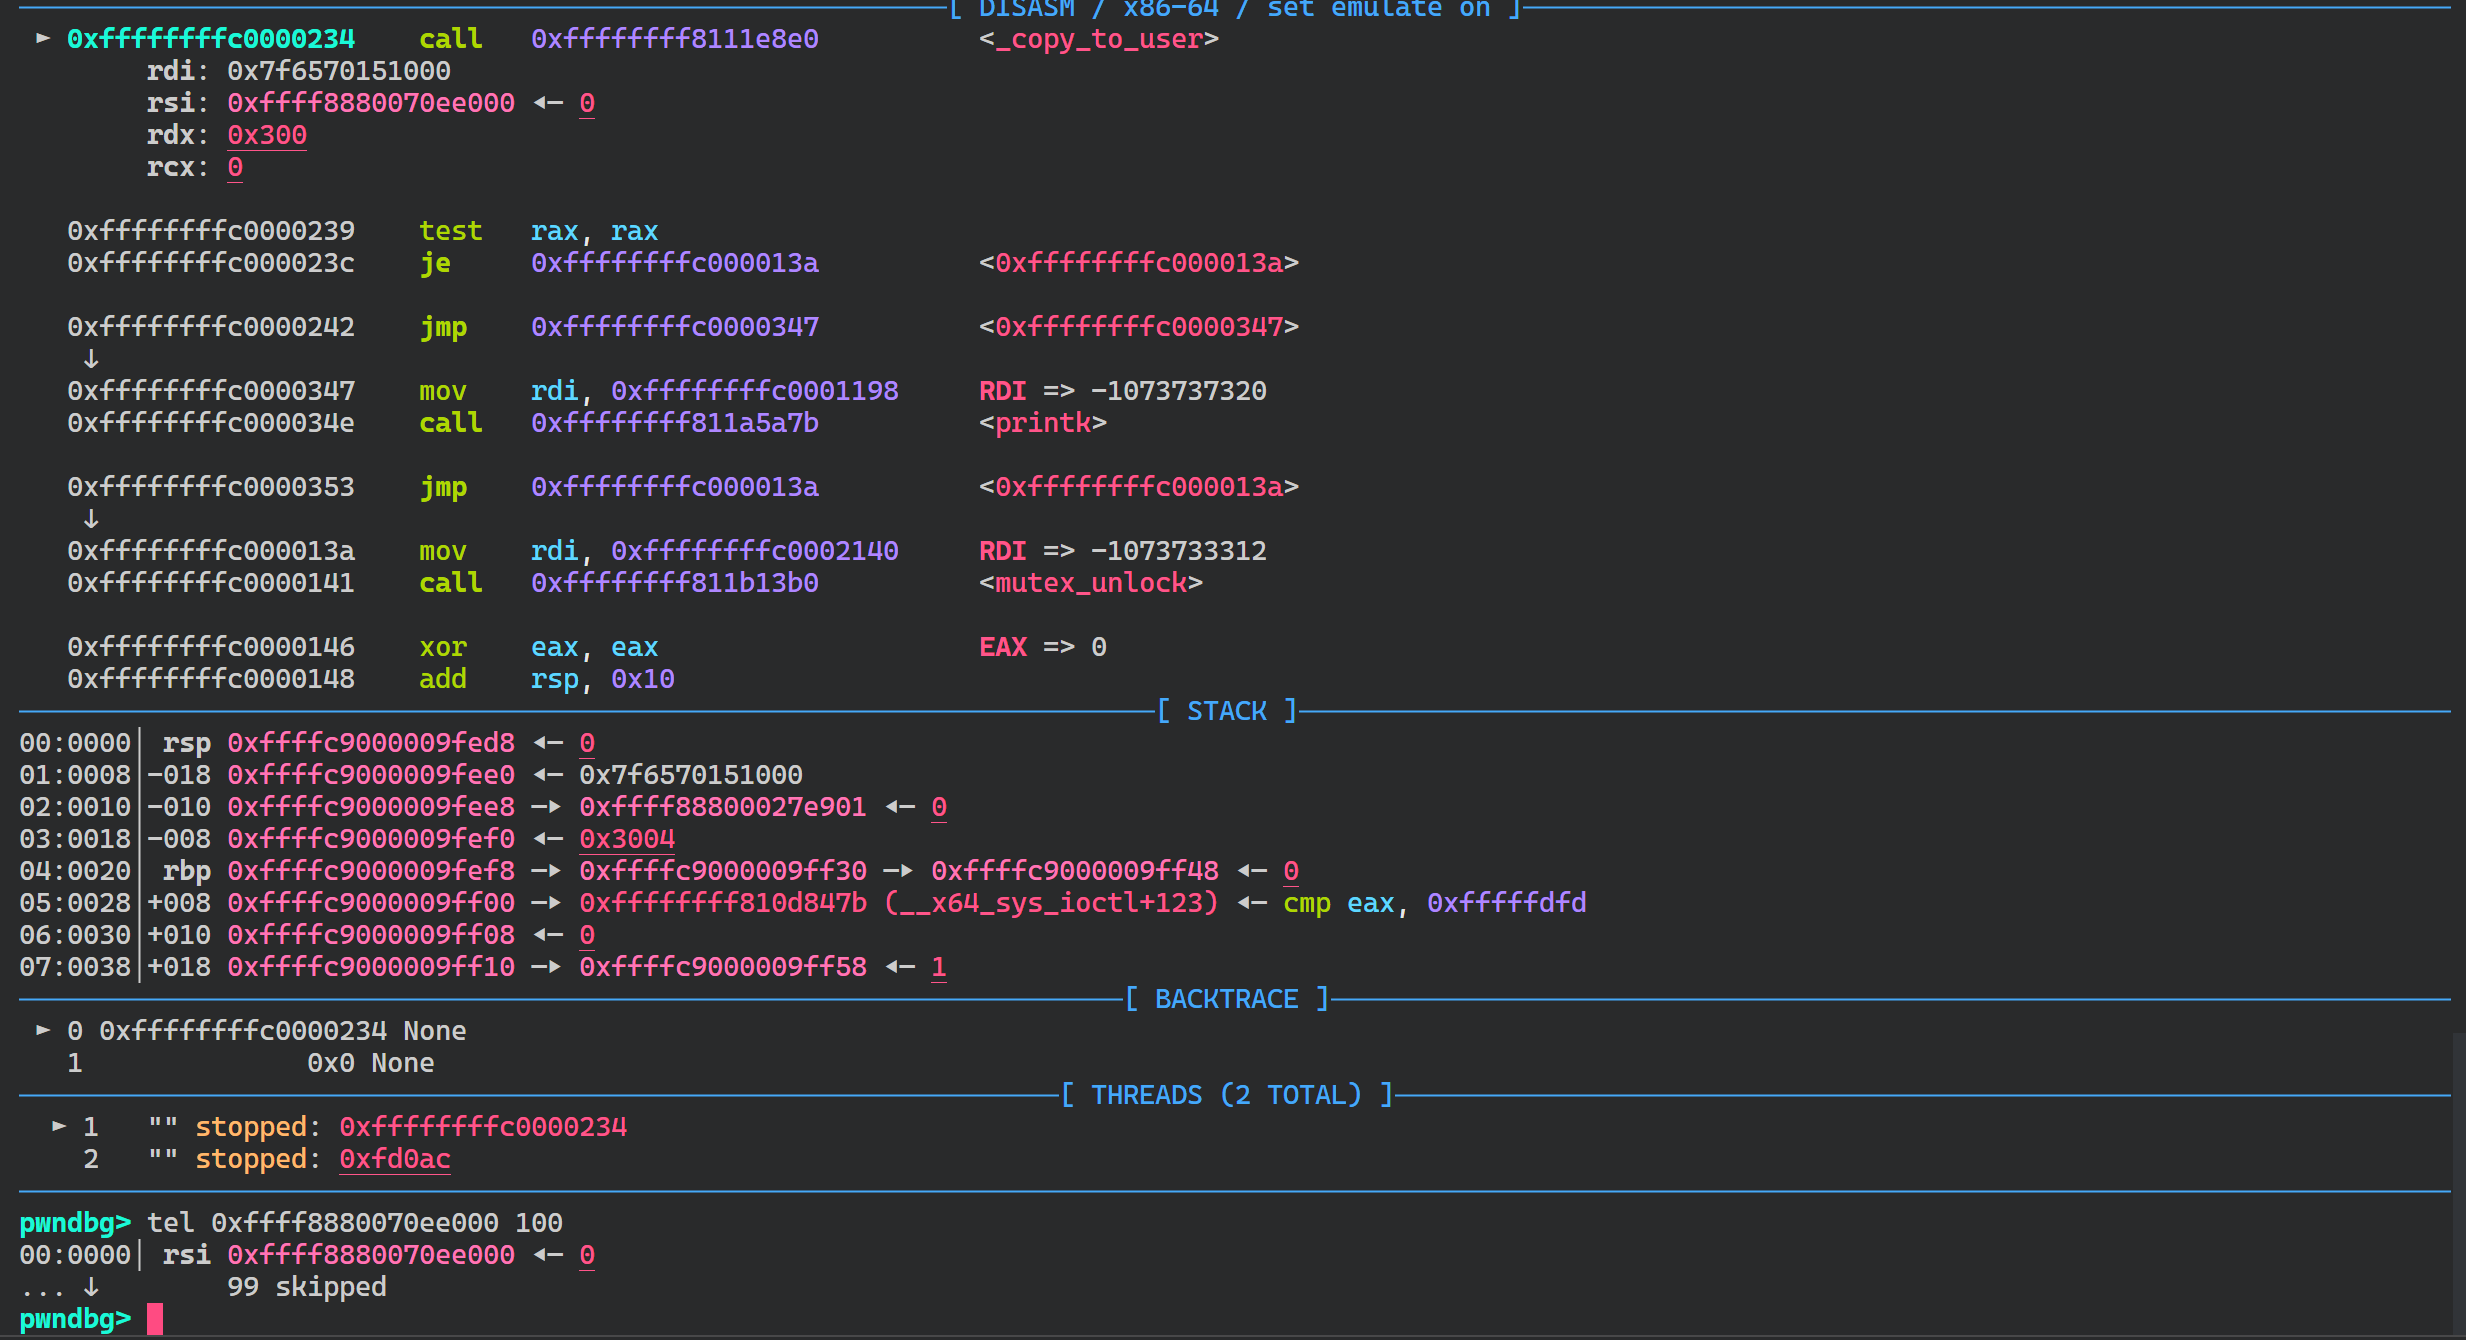 [ DISASM / x86-64 / set emulate on ]
► 0xffffffffc0000234    call   0xffffffff8111e8e0          <_copy_to_user>
rdi: 0x7f6570151000
rsi: 0xffff8880070ee000 ◂— 0
rdx: 0x300
rcx: 0
0xffffffffc0000239    test   rax, rax
0xffffffffc000023c    je     0xffffffffc000013a          <0xffffffffc000013a>
0xffffffffc0000242    jmp    0xffffffffc0000347          <0xffffffffc0000347>
↓
0xffffffffc0000347    mov    rdi, 0xffffffffc0001198     RDI => -1073737320
0xffffffffc000034e    call   0xffffffff811a5a7b          <printk>
0xffffffffc0000353    jmp    0xffffffffc000013a          <0xffffffffc000013a>
↓
0xffffffffc000013a    mov    rdi, 0xffffffffc0002140     RDI => -1073733312
0xffffffffc0000141    call   0xffffffff811b13b0          <mutex_unlock>
0xffffffffc0000146    xor    eax, eax                    EAX => 0
0xffffffffc0000148    add    rsp, 0x10
[ STACK ]
00:0000│ rsp 0xffffc9000009fed8 ◂— 0
01:0008│-018 0xffffc9000009fee0 ◂— 0x7f6570151000
02:0010│-010 0xffffc9000009fee8 —▸ 0xffff88800027e901 ◂— 0
03:0018│-008 0xffffc9000009fef0 ◂— 0x3004
04:0020│ rbp 0xffffc9000009fef8 —▸ 0xffffc9000009ff30 —▸ 0xffffc9000009ff48 ◂— 0
05:0028│+008 0xffffc9000009ff00 —▸ 0xffffffff810d847b (__x64_sys_ioctl+123) ◂— cmp eax, 0xfffffdfd
06:0030│+010 0xffffc9000009ff08 ◂— 0
07:0038│+018 0xffffc9000009ff10 —▸ 0xffffc9000009ff58 ◂— 1
[ BACKTRACE ]
► 0 0xffffffffc0000234 None
1              0x0 None
[ THREADS (2 TOTAL) ]
► 1   "" stopped: 0xffffffffc0000234
2   "" stopped: 0xfd0ac
pwndbg> tel 0xffff8880070ee000 100
00:0000│ rsi 0xffff8880070ee000 ◂— 0
... ↓        99 skipped
pwndbg>